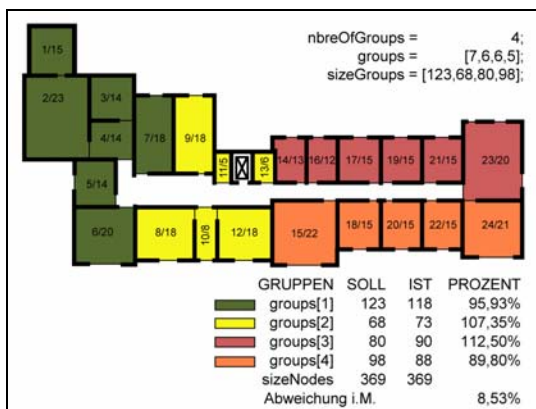 nbreOfGroups = 4;
groups = [7,6,6,5];
sizeGroups = [123,68,80,98];
1/15
2/23
3/14
4/14
7/18
9/18
11/5
13/6
14/13
16/12
17/15
19/15
21/15
23/20
5/14
6/20
8/18
10/8
12/18
15/22
18/15
20/15
22/15
24/21
GRUPPEN SOLL IST PROZENT
groups[1] 123 118 95,93%
groups[2] 68 73 107,35%
groups[3] 80 90 112,50%
groups[4] 98 88 89,80%
sizeNodes 369 369
Abweichung i.M. 8,53%